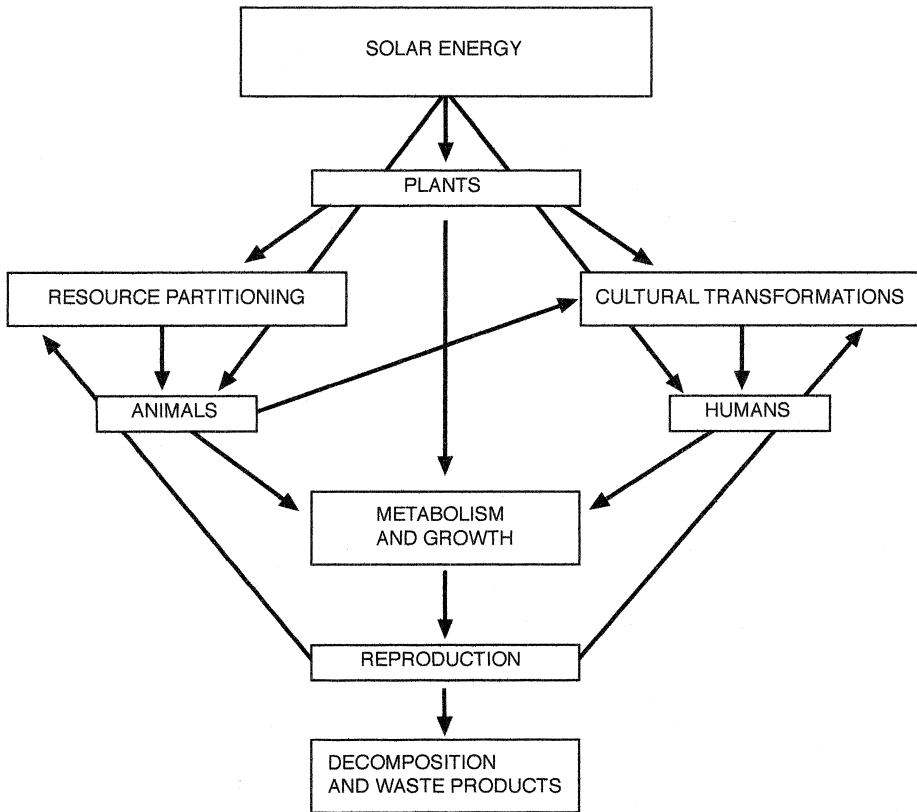 SOLAR ENERGY
PLANTS
RESOURCE PARTITIONING
CULTURAL TRANSFORMATIONS
ANIMALS
HUMANS
METABOLISM
AND GROWTH
REPRODUCTION
DECOMPOSITION
AND WASTE PRODUCTS